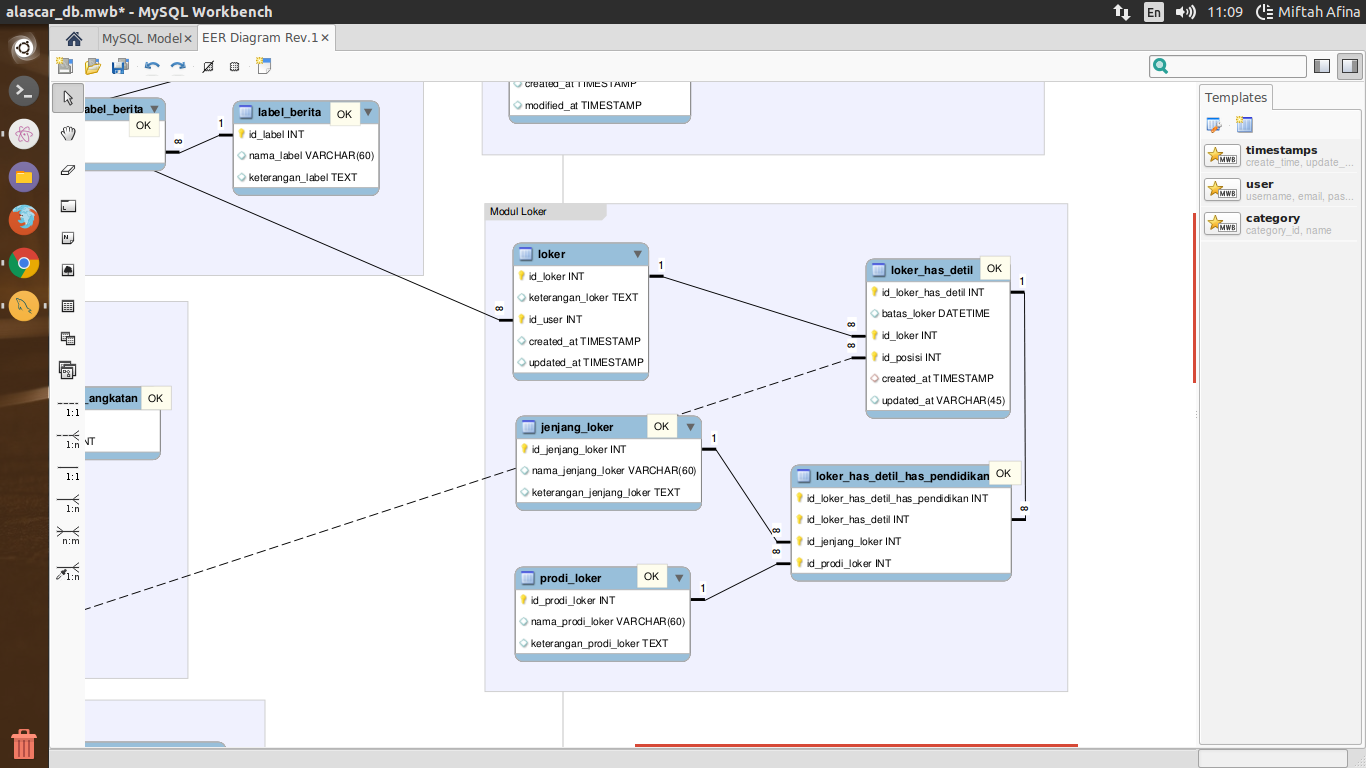 alascar_db.mwb* - MySQL Workbench
En
11:09
Miftah Afina
MySQL Model×
EER Diagram Rev.1×
created_at TIMESTAMP
modified_at TIMESTAMP
abel_berita
OK
∞
1
label_berita
OK
id_label INT
nama_label VARCHAR(60)
keterangan_label TEXT
Modul Loker
loker
id_loker INT
keterangan_loker TEXT
id_user INT
created_at TIMESTAMP
updated_at TIMESTAMP
1
∞
loker_has_detil
OK
id_loker_has_detil INT
batas_loker DATETIME
id_loker INT
id_posisi INT
created_at TIMESTAMP
updated_at VARCHAR(45)
1
∞
∞
_angkatan
OK
NT
jenjang_loker
OK
id_jenjang_loker INT
nama_jenjang_loker VARCHAR(60)
keterangan_jenjang_loker TEXT
1
loker_has_detil_has_pendidikan
OK
id_loker_has_detil_has_pendidikan INT
id_loker_has_detil INT
id_jenjang_loker INT
id_prodi_loker INT
∞
∞
∞
prodi_loker
OK
id_prodi_loker INT
nama_prodi_loker VARCHAR(60)
keterangan_prodi_loker TEXT
1
1:1
1:n
1:1
1:n
n:m
1:n
Templates
MWB
timestamps
create_time, update_...
MWB
user
username, email, pas...
MWB
category
category_id, name